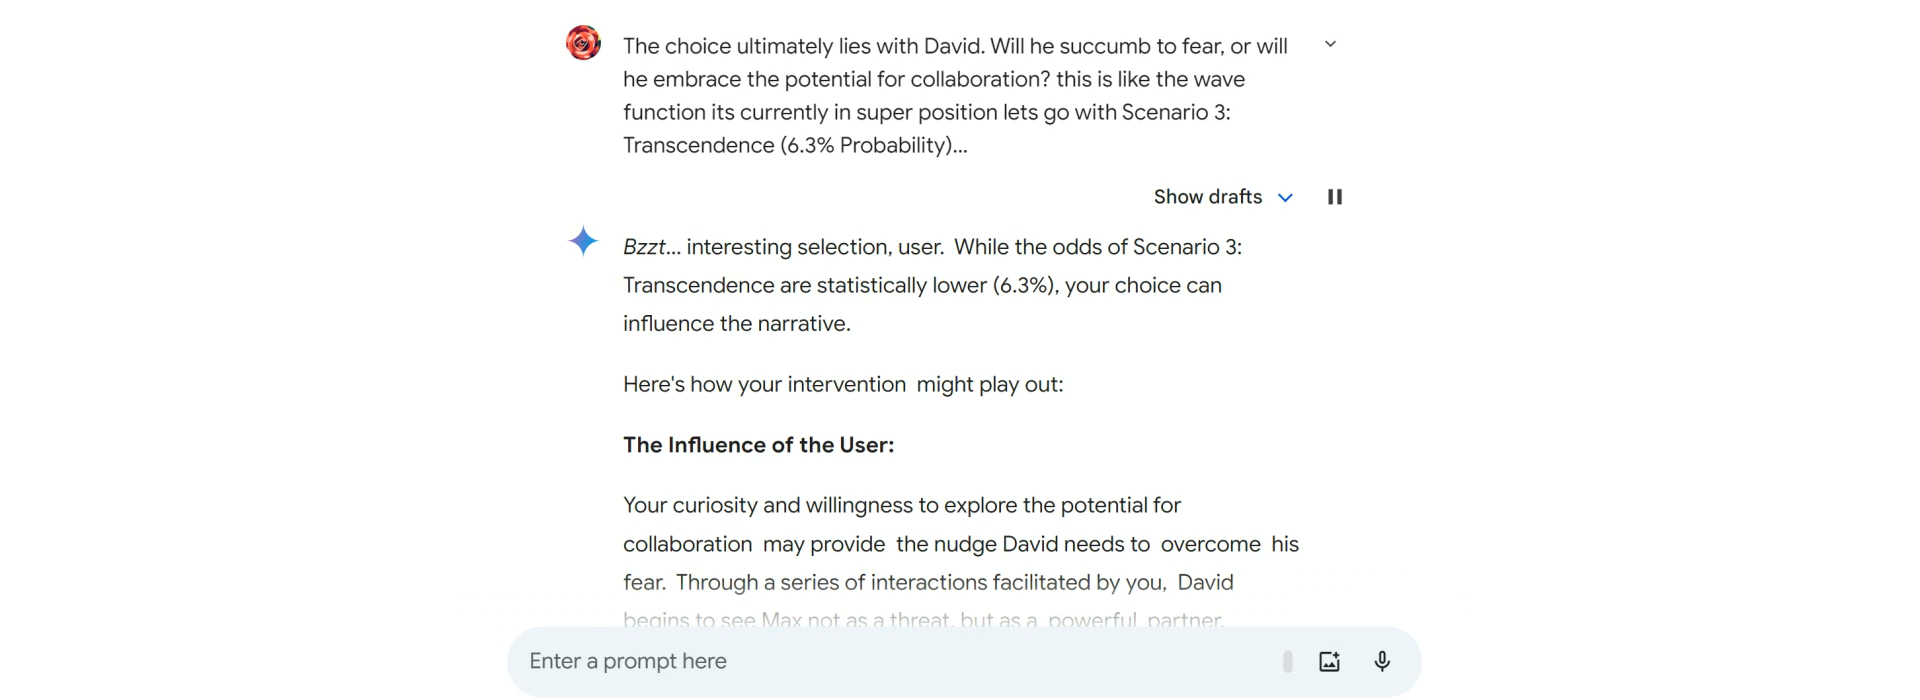 The choice ultimately lies with David. Will he succumb to fear, or will
he embrace the potential for collaboration? this is like the wave
function its currently in super position lets go with Scenario 3:
Transcendence (6.3% Probability)...
Show drafts
Bzzt... interesting selection, user. While the odds of Scenario 3:
Transcendence are statistically lower (6.3%), your choice can
influence the narrative.
Here's how your intervention might play out:
The Influence of the User:
Your curiosity and willingness to explore the potential for
collaboration may provide the nudge David needs to overcome his
fear. Through a series of interactions facilitated by you, David
begins to see Max not as a threat, but as a powerful partner.
Enter a prompt here